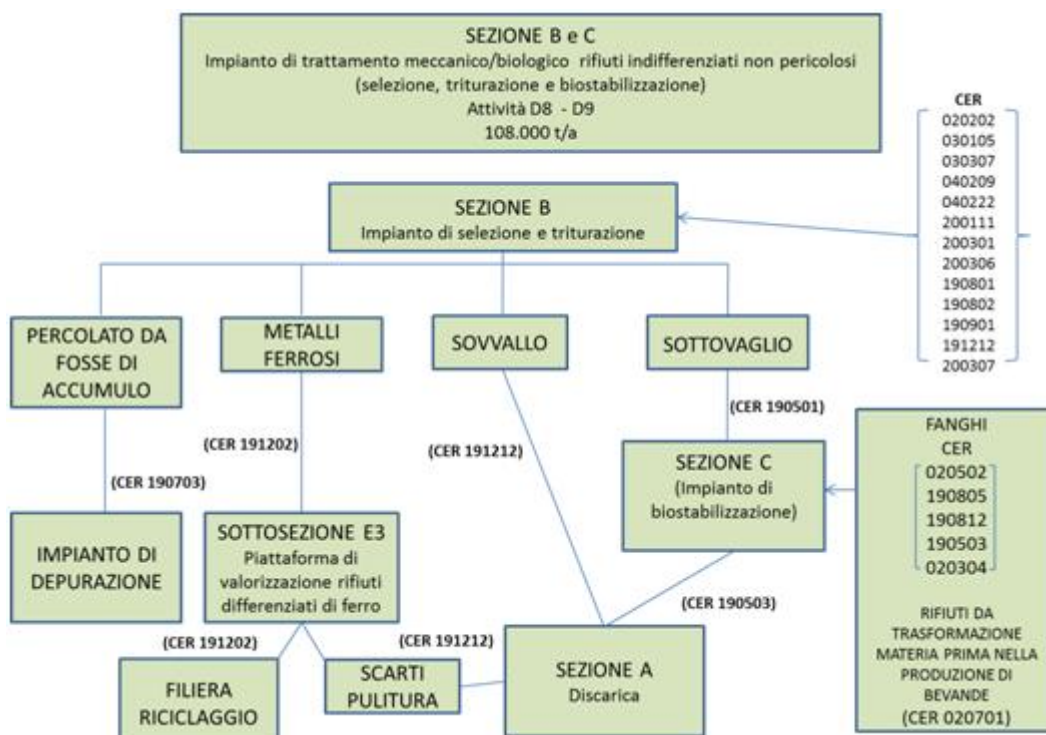 SEZIONE B e C
Impianto di trattamento meccanico/biologico rifiuti indifferenziati non pericolosi
(selezione, triturazione e biostabilizzazione)
Attività D8 - D9
108.000 t/a
CER
020202
030105
030307
040209
040222
200111
200301
200306
190801
190802
190901
191212
200307
SEZIONE B
Impianto di selezione e triturazione
PERCOLATO DA
FOSSE DI
ACCUMULO
METALLI
FERROSI
SOVVALLO
SOTTOVAGLIO
(CER 190703)
(CER 191202)
(CER 191212)
(CER 190501)
IMPIANTO DI
DEPURAZIONE
SOTTOSEZIONE E3
Piattaforma di
valorizzazione rifiuti
differenziati di ferro
SEZIONE C
(Impianto di
biostabilizzazione)
FANGHI
CER
020502
190805
190812
190503
020304
RIFIUTI DA
TRASFORMAZIONE
MATERIA PRIMA NELLA
PRODUZIONE DI
BEVANDE
(CER 020701)
(CER 191202)
(CER 191212)
(CER 190503)
FILIERA
RICICLAGGIO
SCARTI
PULITURA
SEZIONE A
Discarica